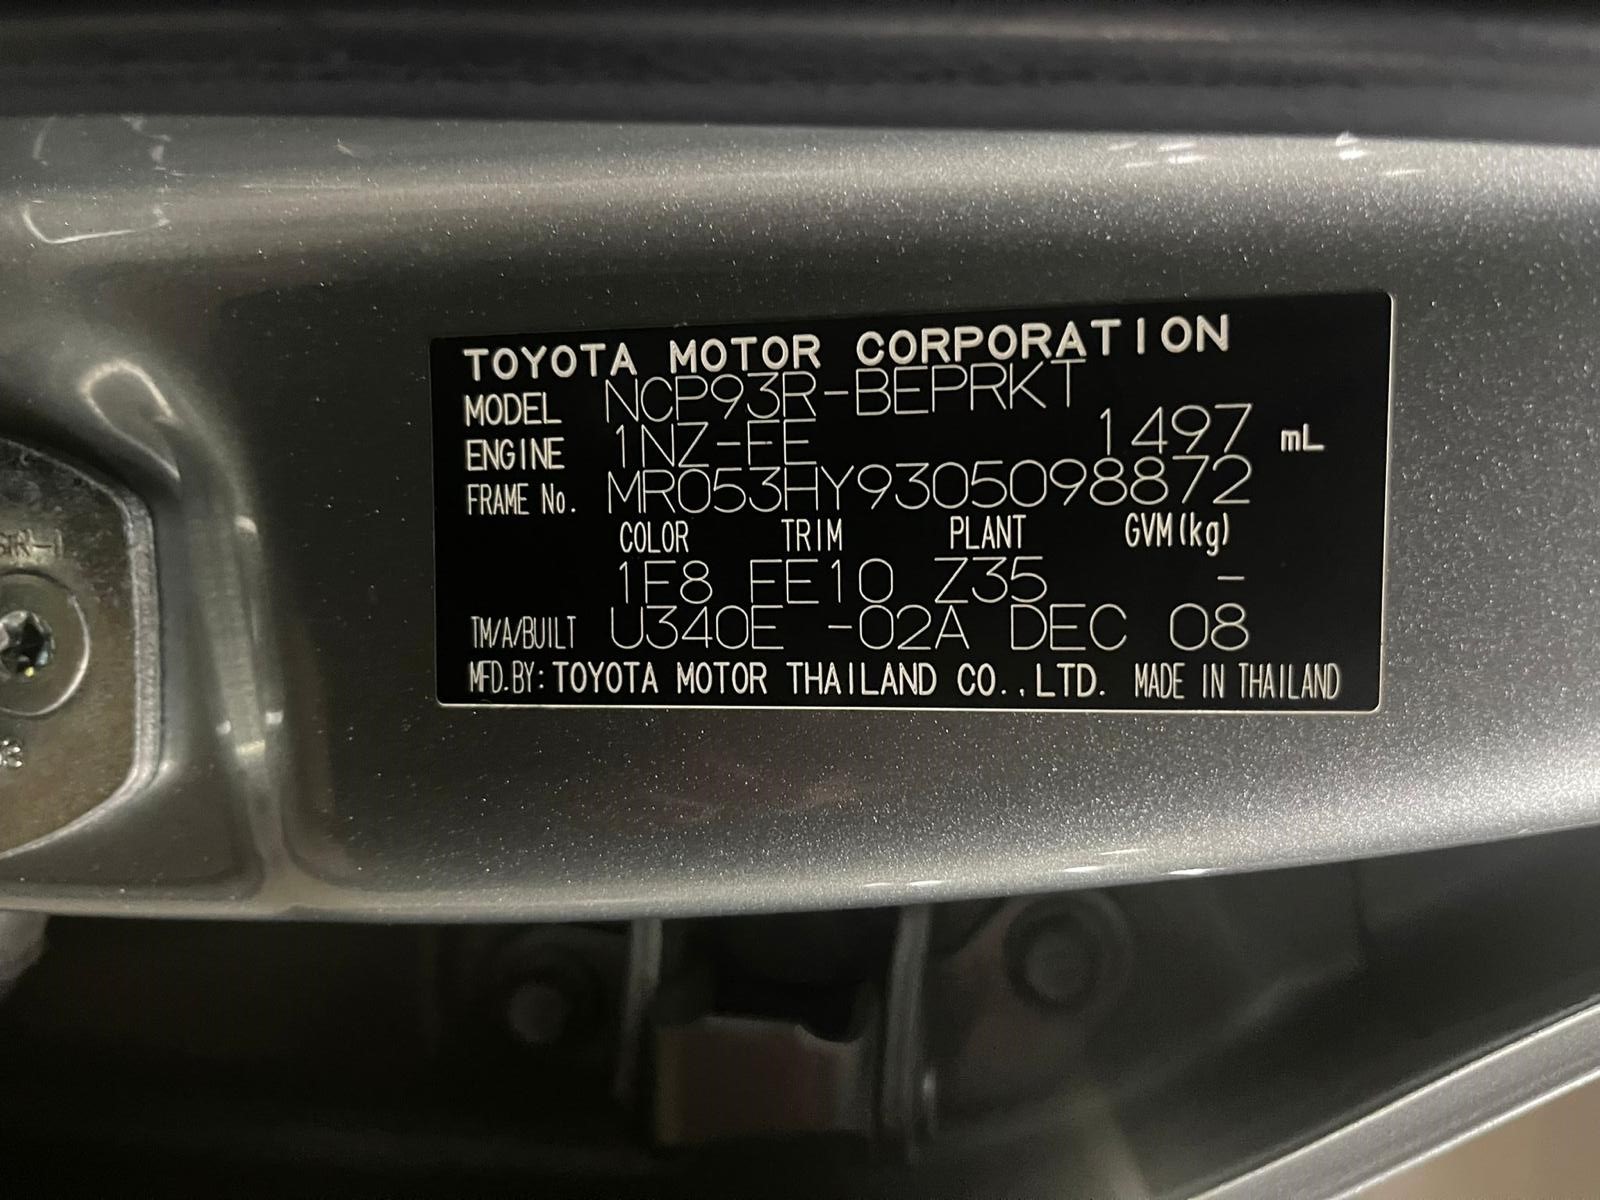 TOYOTA MOTOR CORPORATION
MODEL NCP93R-BEPRKT
ENGINE 1NZ-FE 1497 mL
FRAME No. MR053HY9305098872
COLOR TRIM PLANT GVM(kg)
1F8 FE10 Z35 -
TM/A/BUILT U340E -02A DEC 08
MFD.BY: TOYOTA MOTOR THAILAND CO.,LTD. MADE IN THAILAND